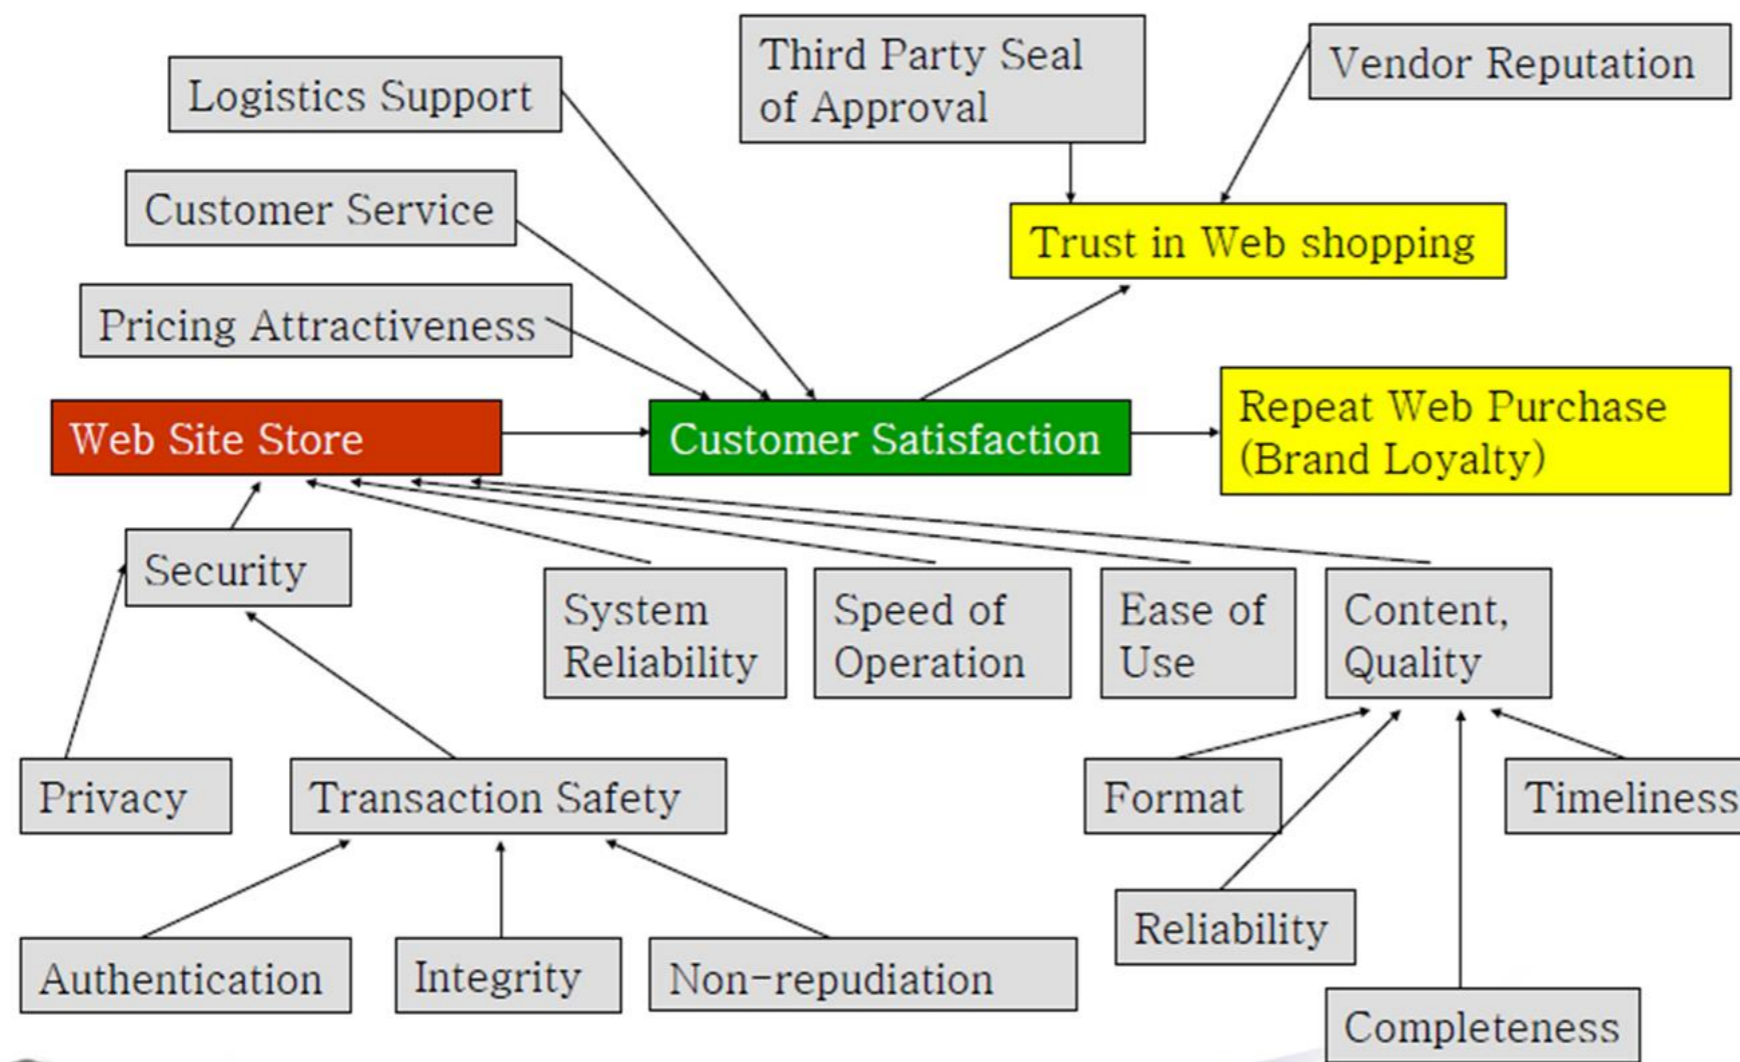 Third Party Seal
of Approval
Vendor Reputation
Logistics Support
Customer Service
Trust in Web shopping
Pricing Attractiveness
Web Site Store
Customer Satisfaction
Repeat Web Purchase
(Brand Loyalty)
Security
System
Reliability
Speed of
Operation
Ease of
Use
Content,
Quality
Privacy
Transaction Safety
Format
Timeliness
Reliability
Authentication
Integrity
Non-repudiation
Completeness